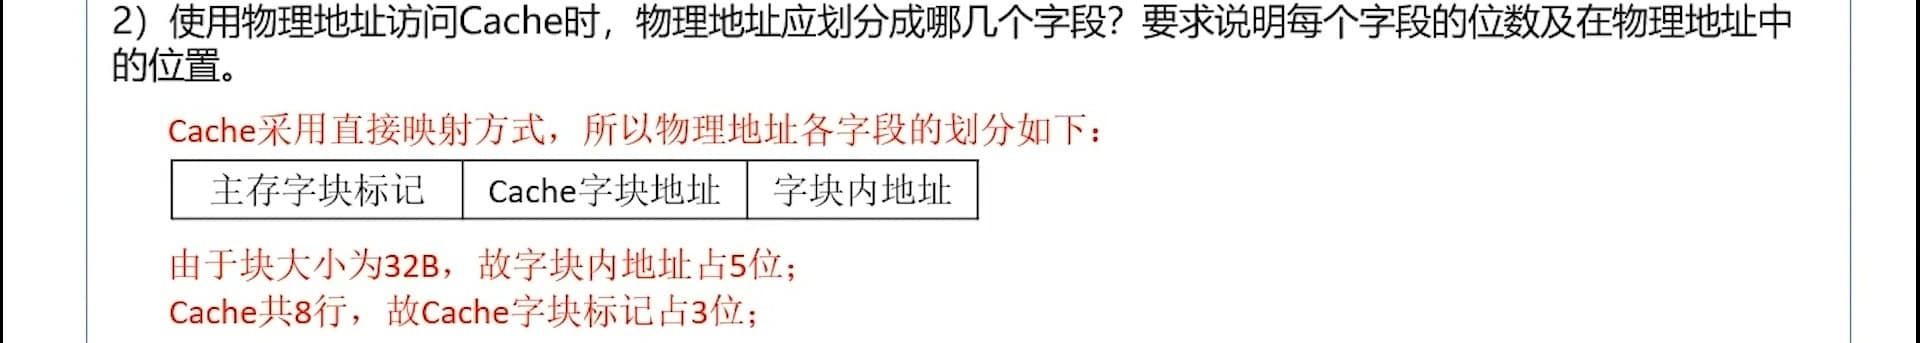 2）使用物理地址访问Cache时，物理地址应划分成哪几个字段？要求说明每个字段的位数及在物理地址中
的位置。
Cache采用直接映射方式，所以物理地址各字段的划分如下：
主存字块标记 Cache字块地址 字块内地址
由于块大小为32B，故字块内地址占5位；
Cache共8行，故Cache字块标记占3位；